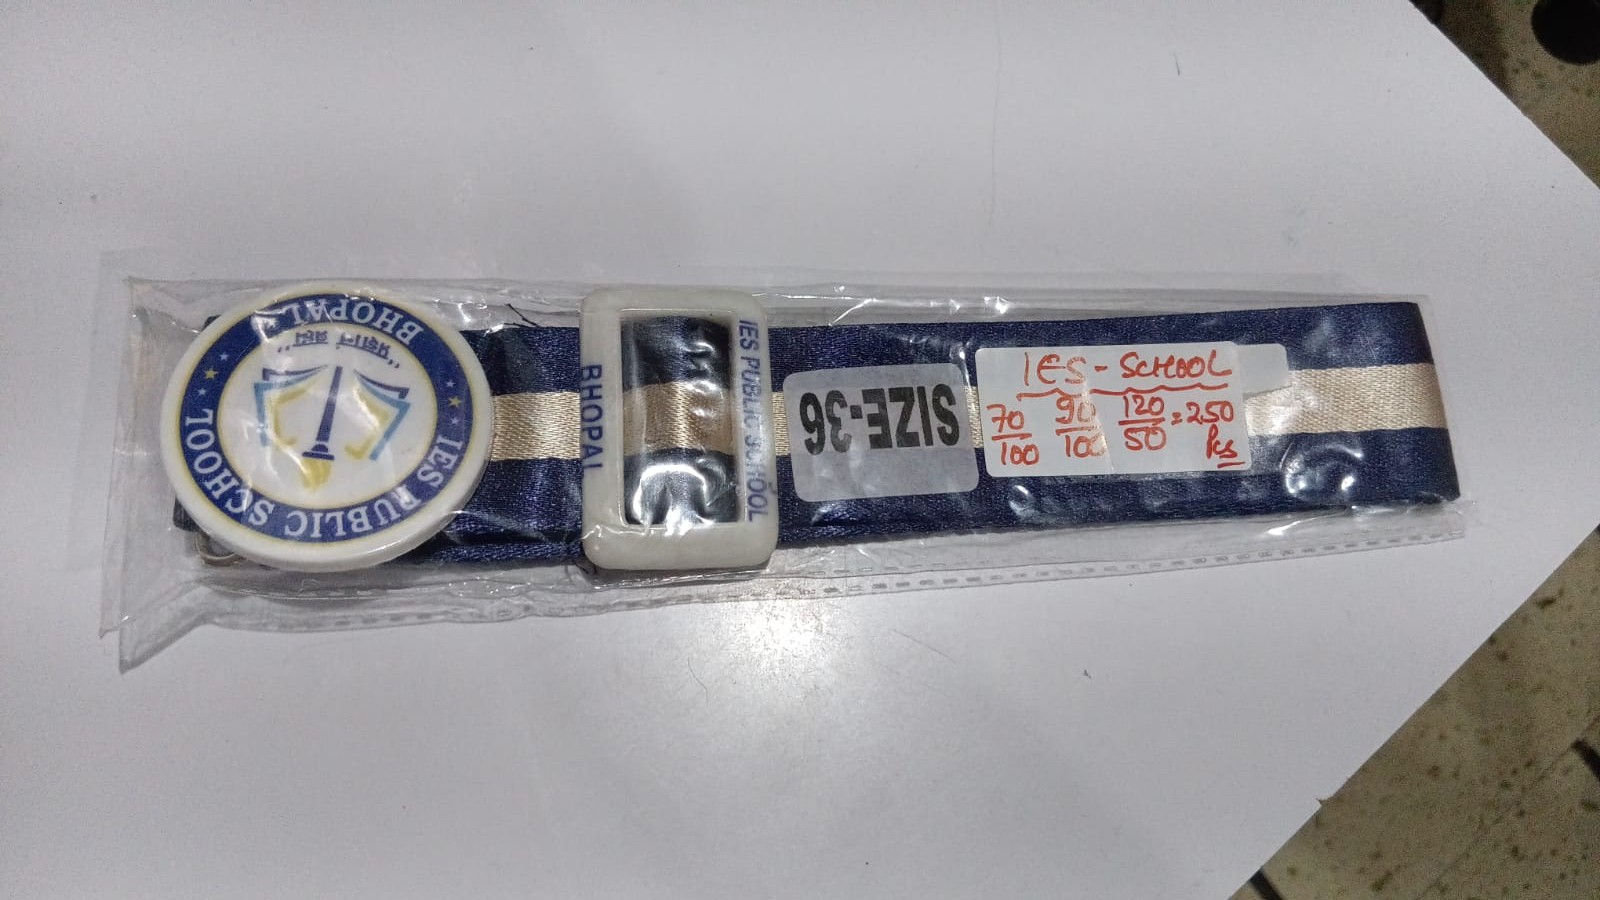 IES PUBLIC SCHOOL
BHOPAL
IES PUBLIC SCHOOL
BHOPAL
SIZE-36
IES - SCHOOL
70/100 90/100 120/50 = 250
Pcs